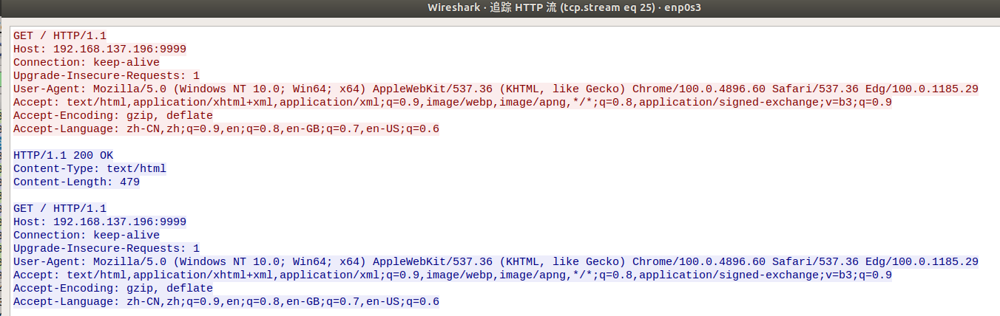 Wireshark · 追踪 HTTP 流 (tcp.stream eq 25) · enp0s3
GET / HTTP/1.1
Host: 192.168.137.196:9999
Connection: keep-alive
Upgrade-Insecure-Requests: 1
User-Agent: Mozilla/5.0 (Windows NT 10.0; Win64; x64) AppleWebKit/537.36 (KHTML, like Gecko) Chrome/100.0.4896.60 Safari/537.36 Edg/100.0.1185.29
Accept: text/html,application/xhtml+xml,application/xml;q=0.9,image/webp,image/apng,*/*;q=0.8,application/signed-exchange;v=b3;q=0.9
Accept-Encoding: gzip, deflate
Accept-Language: zh-CN,zh;q=0.9,en;q=0.8,en-GB;q=0.7,en-US;q=0.6
HTTP/1.1 200 OK
Content-Type: text/html
Content-Length: 479
GET / HTTP/1.1
Host: 192.168.137.196:9999
Connection: keep-alive
Upgrade-Insecure-Requests: 1
User-Agent: Mozilla/5.0 (Windows NT 10.0; Win64; x64) AppleWebKit/537.36 (KHTML, like Gecko) Chrome/100.0.4896.60 Safari/537.36 Edg/100.0.1185.29
Accept: text/html,application/xhtml+xml,application/xml;q=0.9,image/webp,image/apng,*/*;q=0.8,application/signed-exchange;v=b3;q=0.9
Accept-Encoding: gzip, deflate
Accept-Language: zh-CN,zh;q=0.9,en;q=0.8,en-GB;q=0.7,en-US;q=0.6